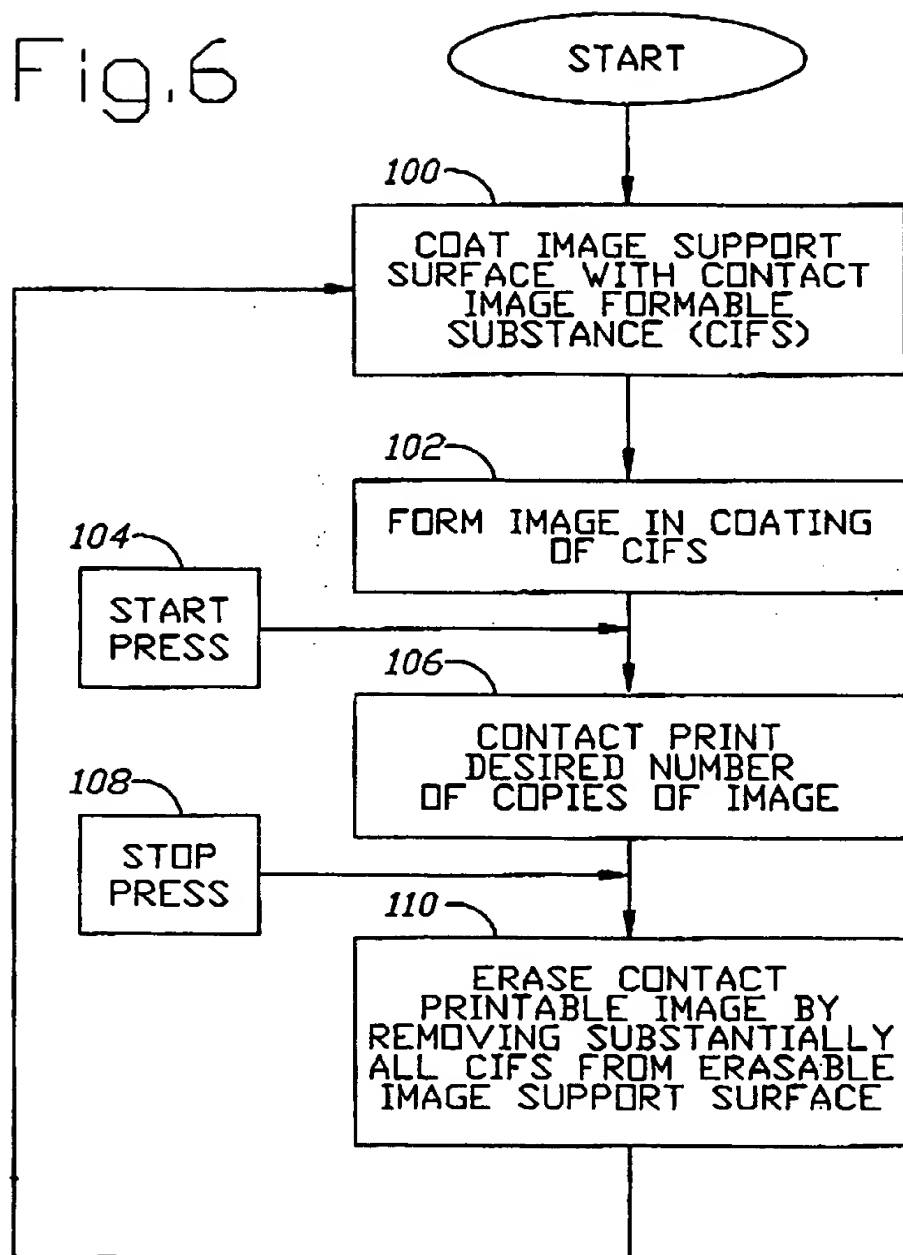 Fig.6
START
100
COAT IMAGE SUPPORT
SURFACE WITH CONTACT
IMAGE FORMABLE
SUBSTANCE (CIFS)
102
FORM IMAGE IN COATING
OF CIFS
104
START
PRESS
106
CONTACT PRINT
DESIRED NUMBER
OF COPIES OF IMAGE
108
STOP
PRESS
110
ERASE CONTACT
PRINTABLE IMAGE BY
REMOVING SUBSTANTIALLY
ALL CIFS FROM ERASABLE
IMAGE SUPPORT SURFACE